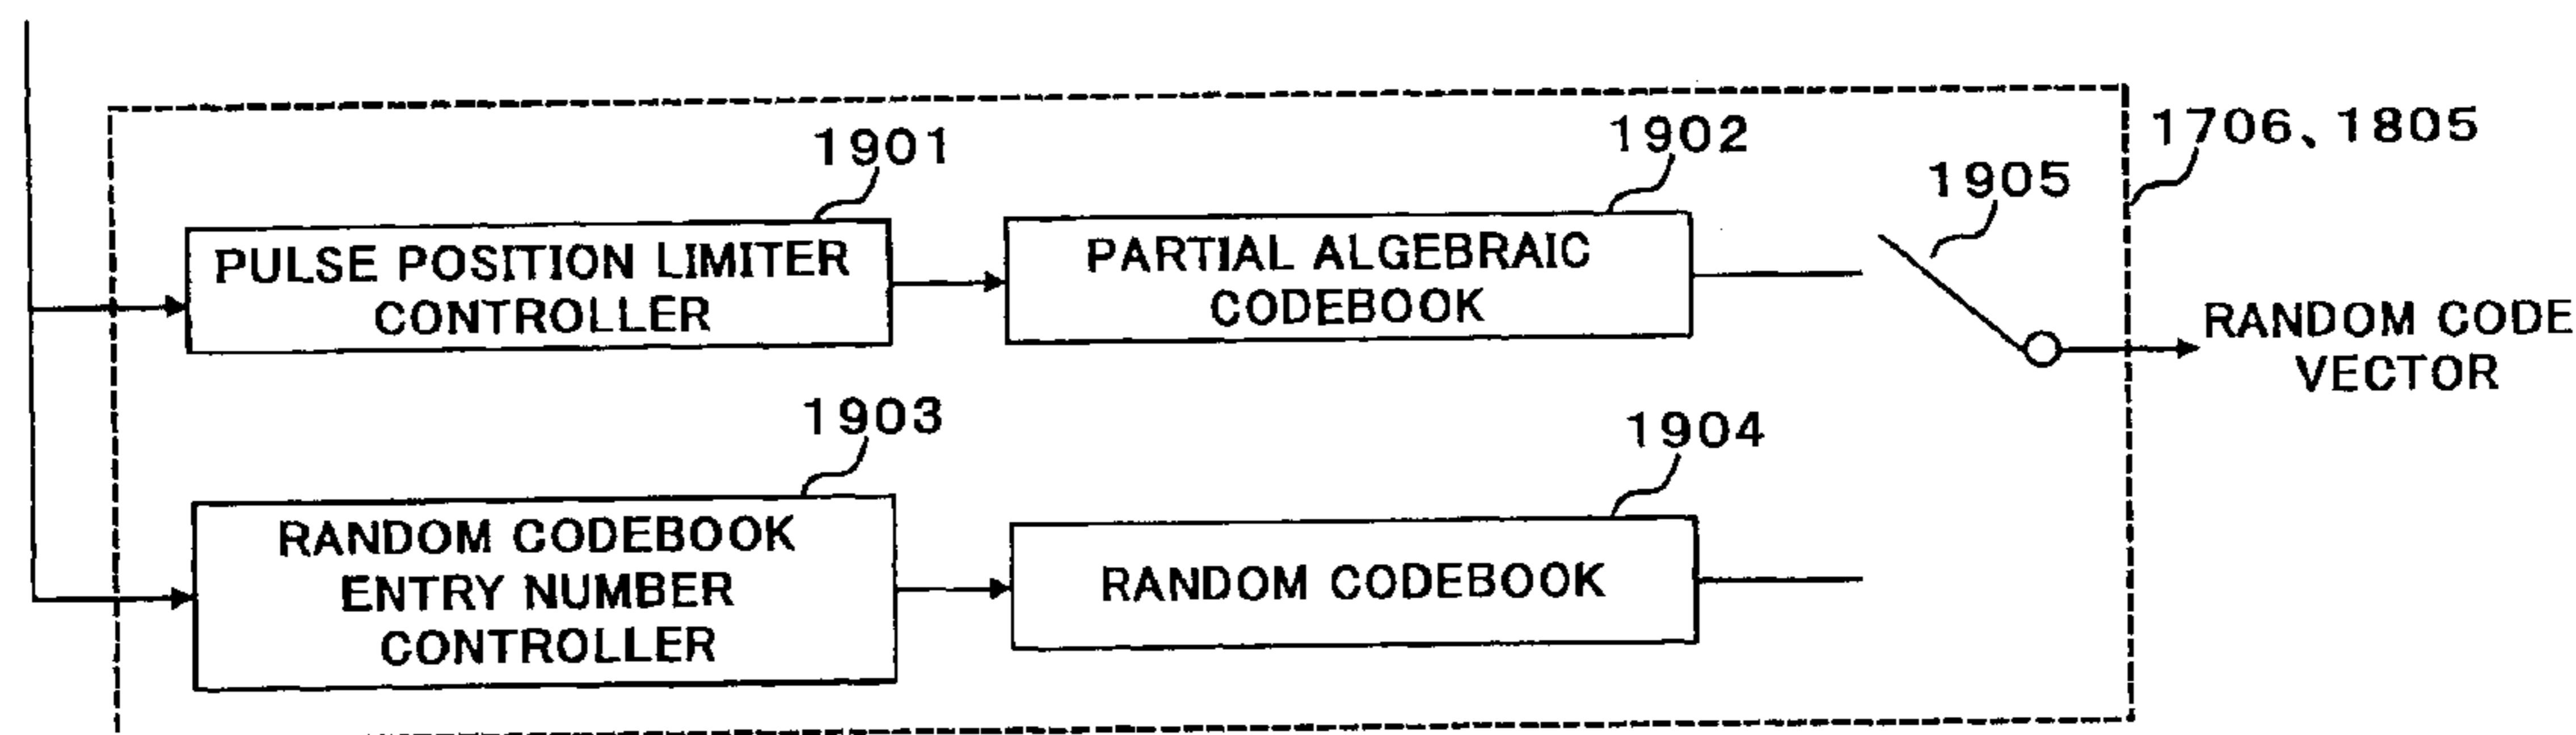 1901
1902
1706、1805
1905
PULSE POSITION LIMITER
CONTROLLER
PARTIAL ALGEBRAIC
CODEBOOK
RANDOM CODE
VECTOR
1903
1904
RANDOM CODEBOOK
ENTRY NUMBER
CONTROLLER
RANDOM CODEBOOK